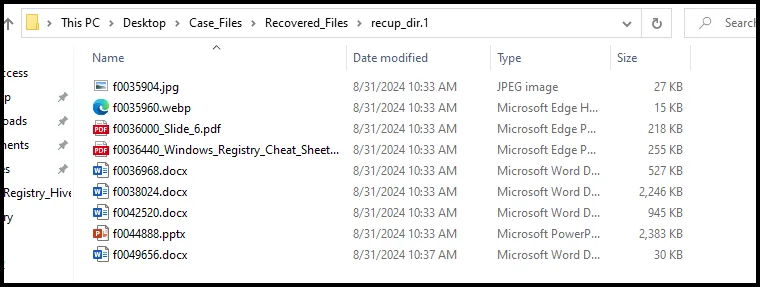 This PC > Desktop > Case_Files > Recovered_Files > recup_dir.1 Search
Name Date modified Type Size
f0035904.jpg 8/31/2024 10:33 AM JPEG image 27 KB
f0035960.webp 8/31/2024 10:33 AM Microsoft Edge H... 15 KB
f0036000_Slide_6.pdf 8/31/2024 10:33 AM Microsoft Edge P... 218 KB
f0036440_Windows_Registry_Cheat_Sheet... 8/31/2024 10:33 AM Microsoft Edge P... 255 KB
f0036968.docx 8/31/2024 10:33 AM Microsoft Word D... 527 KB
f0038024.docx 8/31/2024 10:33 AM Microsoft Word D... 2,246 KB
f0042520.docx 8/31/2024 10:33 AM Microsoft Word D... 945 KB
f0044888.pptx 8/31/2024 10:33 AM Microsoft PowerP... 2,383 KB
f0049656.docx 8/31/2024 10:37 AM Microsoft Word D... 30 KB
ccess
p
oads
ments
es
Registry_Hive
ry